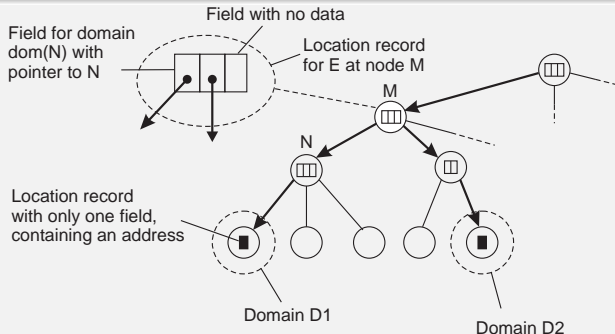 Field with no data
Field for domain
dom(N) with
pointer to N
Location record
for E at node M
M
N
Location record
with only one field,
containing an address
Domain D1
Domain D2